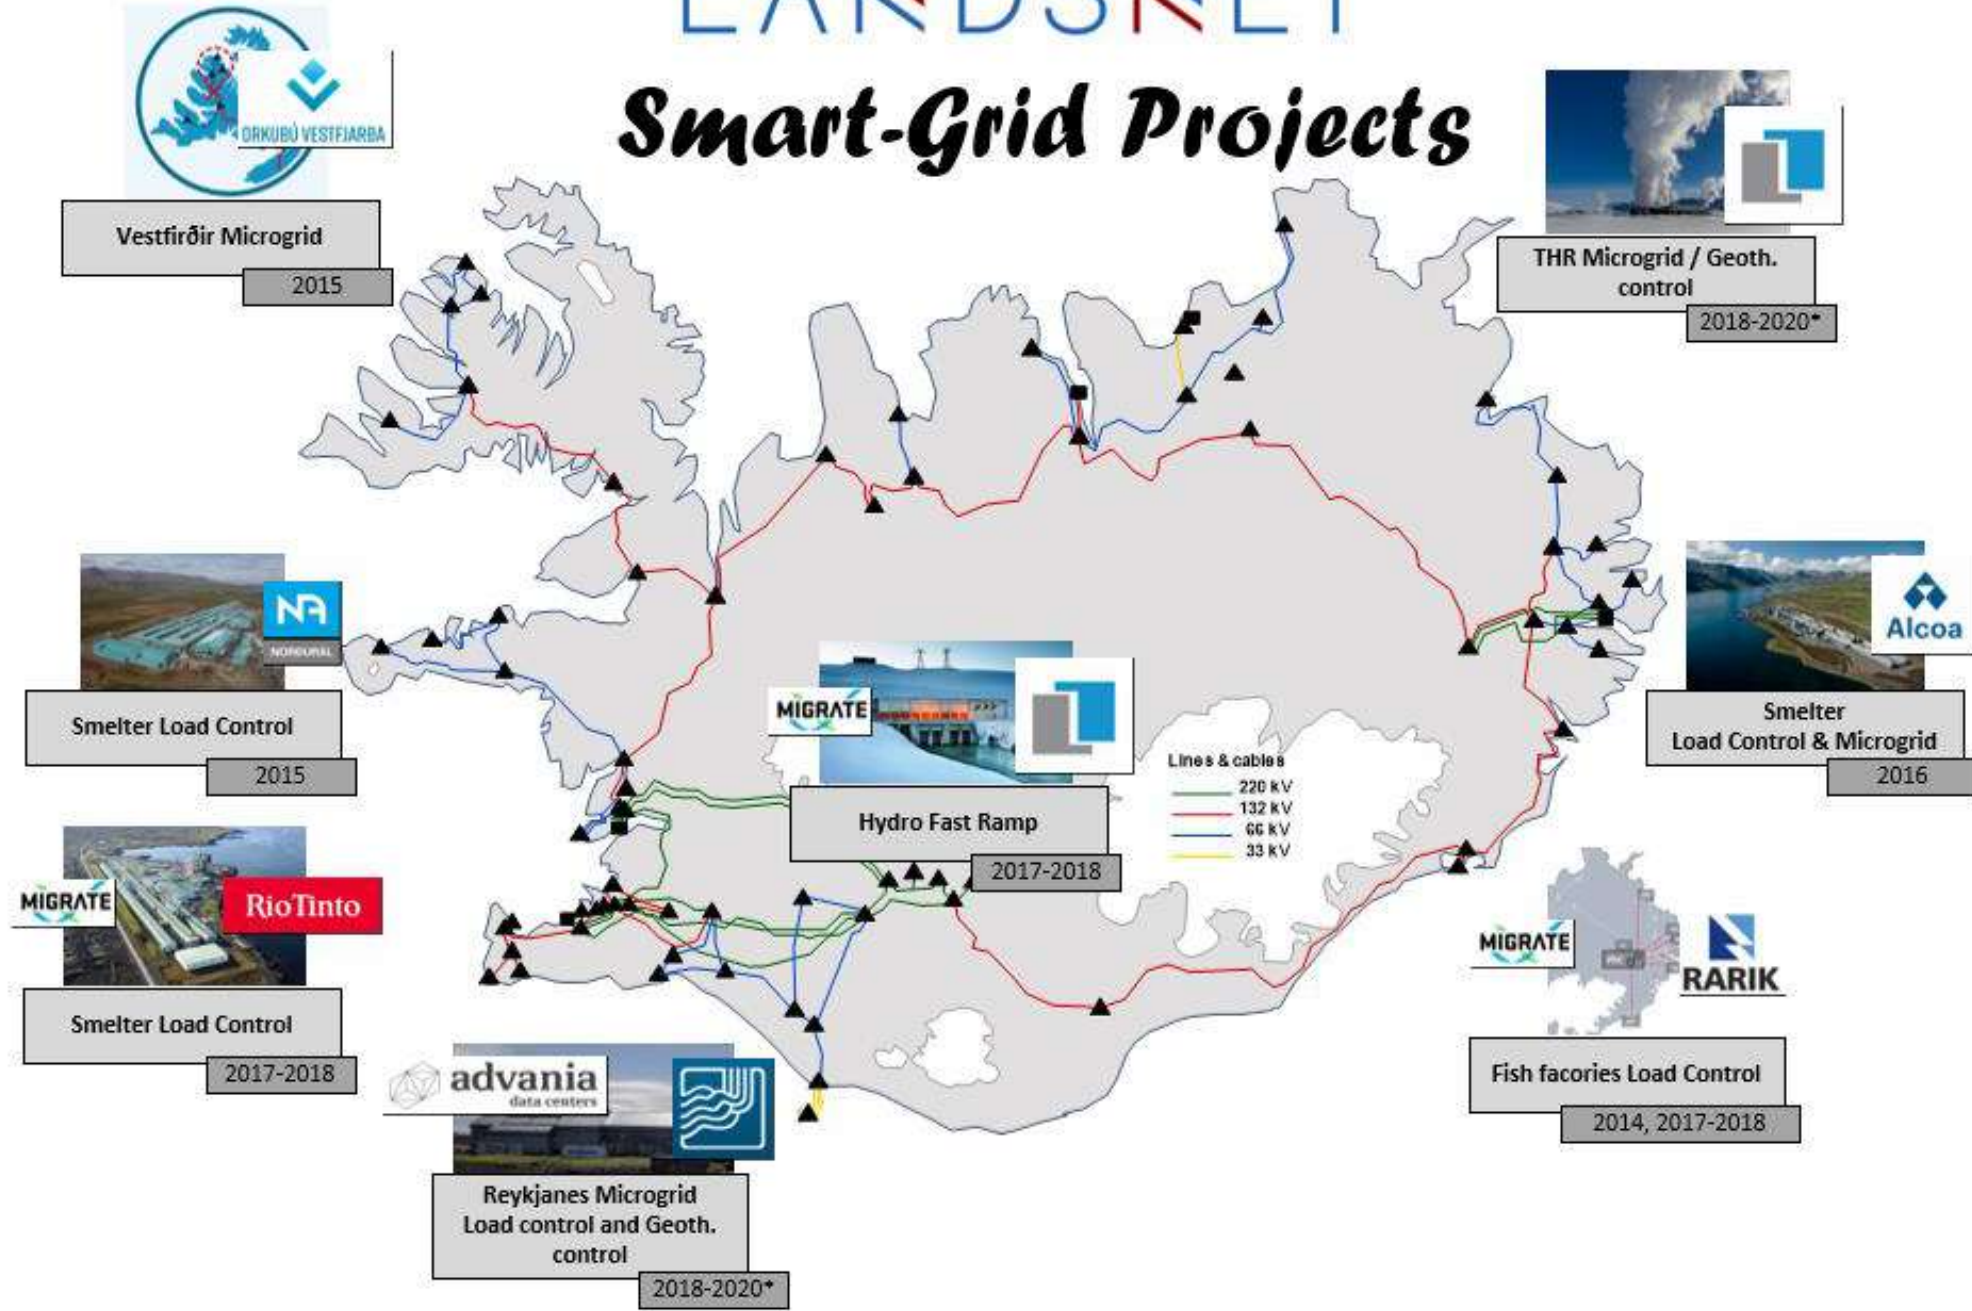 LANDSNET
Smart-Grid Projects
ORKUBÚ VESTFJARÐA
Vestfirðir Microgrid
2015
THR Microgrid / Geoth.
control
2018-2020*
NA
NORÐURÁL
Smelter Load Control
2015
MIGRATE
Hydro Fast Ramp
2017-2018
Lines & cables
220 kV
132 kV
66 kV
33 kV
Alcoa
Smelter
Load Control & Microgrid
2016
MIGRATE
RioTinto
Smelter Load Control
2017-2018
MIGRATE
RARIK
Fish facories Load Control
2014, 2017-2018
advania
data centers
Reykjanes Microgrid
Load control and Geoth.
control
2018-2020*